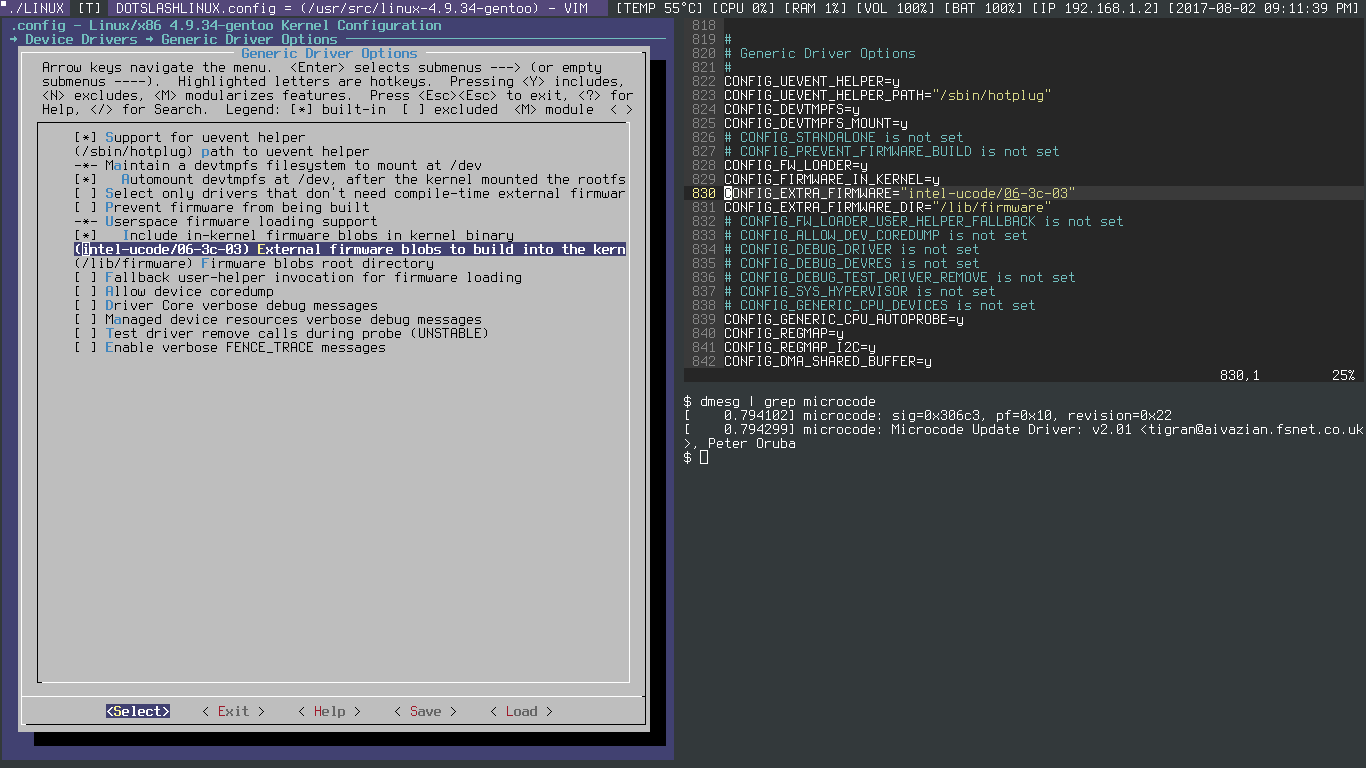 ./LINUX [T] DOTSLASHLINUX.config = (/usr/src/linux-4.9.34-gentoo) - VIM [TEMP 55°C] [CPU 0%] [RAM 1%] [VOL 100%] [BAT 100%] [IP 192.168.1.2] [2017-08-02 09:11:39 PM]
.config - Linux/x86 4.9.34-gentoo Kernel Configuration
→ Device Drivers → Generic Driver Options
Generic Driver Options
Arrow keys navigate the menu. <Enter> selects submenus ---> (or empty
submenus ----). Highlighted letters are hotkeys. Pressing <Y> includes,
<N> excludes, <M> modularizes features. Press <Esc><Esc> to exit, <?> for
Help, </> for Search. Legend: [*] built-in [ ] excluded <M> module < >
[*] Support for uevent helper
(/sbin/hotplug) path to uevent helper
-*- Maintain a devtmpfs filesystem to mount at /dev
[*] Automount devtmpfs at /dev, after the kernel mounted the rootfs
[ ] Select only drivers that don't need compile-time external firmwar
[ ] Prevent firmware from being built
-*- Userspace firmware loading support
[*] Include in-kernel firmware blobs in kernel binary
(intel-ucode/06-3c-03) External firmware blobs to build into the kern
(/lib/firmware) Firmware blobs root directory
[ ] Fallback user-helper invocation for firmware loading
[ ] Allow device coredump
[ ] Driver Core verbose debug messages
[ ] Managed device resources verbose debug messages
[ ] Test driver remove calls during probe (UNSTABLE)
[ ] Enable verbose FENCE_TRACE messages
<Select> < Exit > < Help > < Save > < Load >
818
819 #
820 # Generic Driver Options
821 #
822 CONFIG_UEVENT_HELPER=y
823 CONFIG_UEVENT_HELPER_PATH="/sbin/hotplug"
824 CONFIG_DEVTMPFS=y
825 CONFIG_DEVTMPFS_MOUNT=y
826 # CONFIG_STANDALONE is not set
827 # CONFIG_PREVENT_FIRMWARE_BUILD is not set
828 CONFIG_FW_LOADER=y
829 CONFIG_FIRMWARE_IN_KERNEL=y
830 CONFIG_EXTRA_FIRMWARE="intel-ucode/06-3c-03"
831 CONFIG_EXTRA_FIRMWARE_DIR="/lib/firmware"
832 # CONFIG_FW_LOADER_USER_HELPER_FALLBACK is not set
833 # CONFIG_ALLOW_DEV_COREDUMP is not set
834 # CONFIG_DEBUG_DRIVER is not set
835 # CONFIG_DEBUG_DEVRES is not set
836 # CONFIG_DEBUG_TEST_DRIVER_REMOVE is not set
837 # CONFIG_SYS_HYPERVISOR is not set
838 # CONFIG_GENERIC_CPU_DEVICES is not set
839 CONFIG_GENERIC_CPU_AUTOPROBE=y
840 CONFIG_REGMAP=y
841 CONFIG_REGMAP_I2C=y
842 CONFIG_DMA_SHARED_BUFFER=y
830,1 25%
$ dmesg | grep microcode
[ 0.794102] microcode: sig=0x306c3, pf=0x10, revision=0x22
[ 0.794299] microcode: Microcode Update Driver: v2.01 <tigran@aivazian.fsnet.co.uk
>, Peter Oruba
$